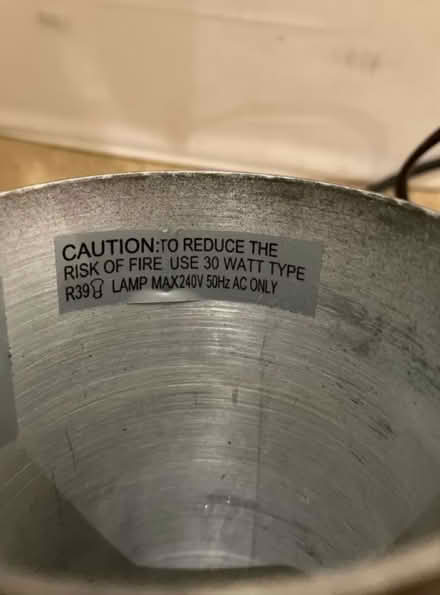 CAUTION:TO REDUCE THE
RISK OF FIRE USE 30 WATT TYPE
R39 LAMP MAX240V 50Hz AC ONLY